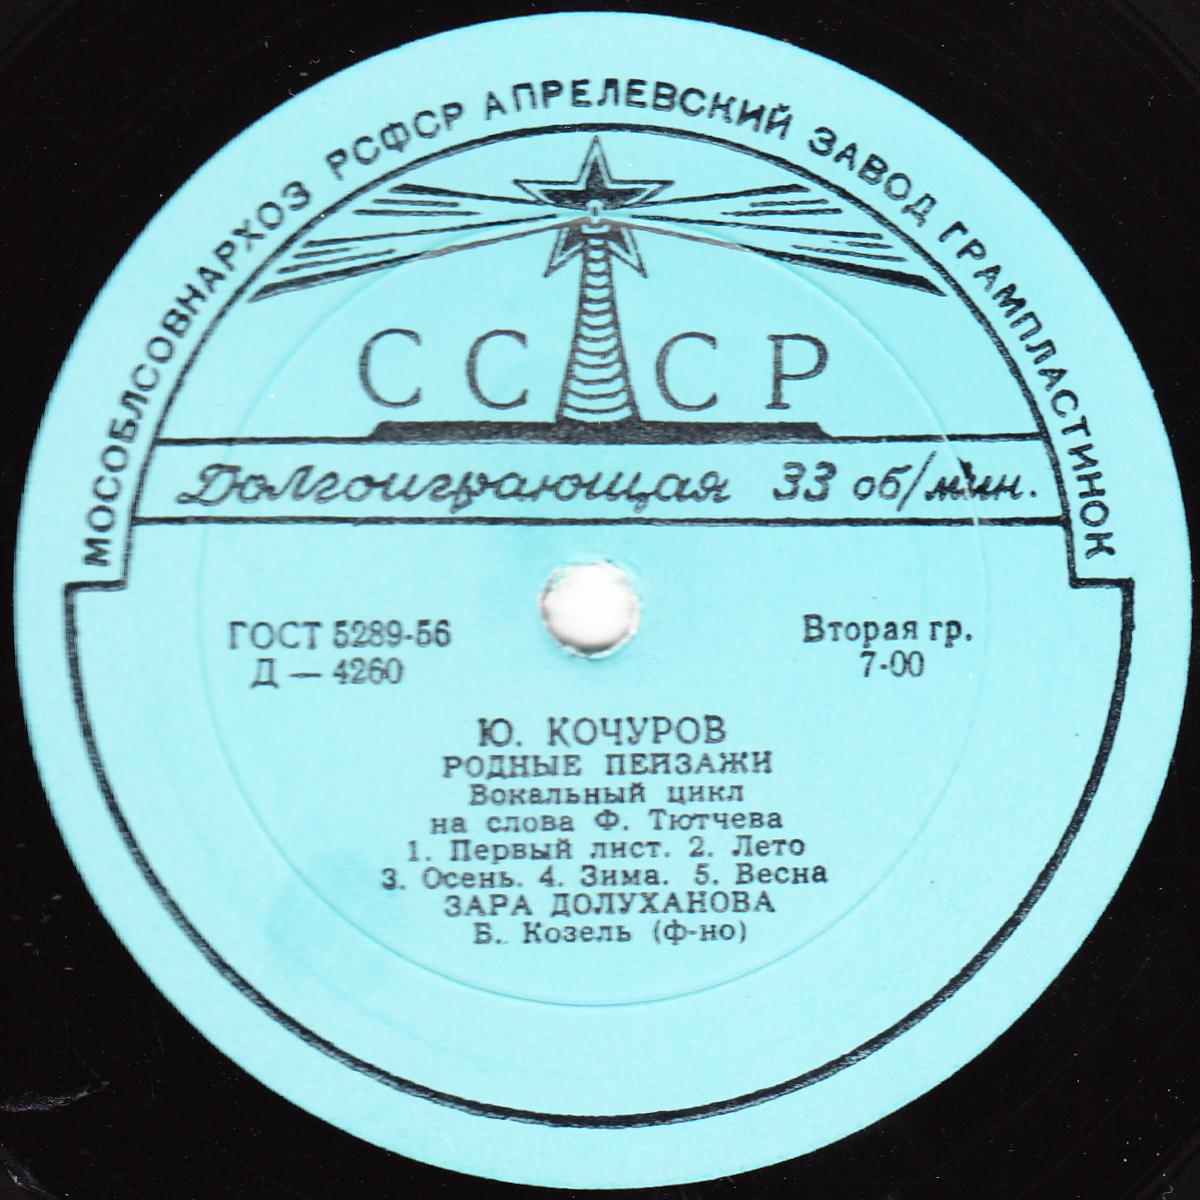 МОСОБЛСОВНАРХОЗ РСФСР АПРЕЛЕВСКИЙ ЗАВОД ГРАМПЛАСТИНОК
СССР
Долгоиграющая 33 об/мин.
ГОСТ 5289-56
Д — 4260
Вторая гр.
7-00
Ю. КОЧУРОВ
РОДНЫЕ ПЕЙЗАЖИ
Вокальный цикл
на слова Ф. Тютчева
1. Первый лист. 2. Лето
3. Осень. 4. Зима. 5. Весна
ЗАРА ДОЛУХАНОВА
Б. Козель (ф-но)